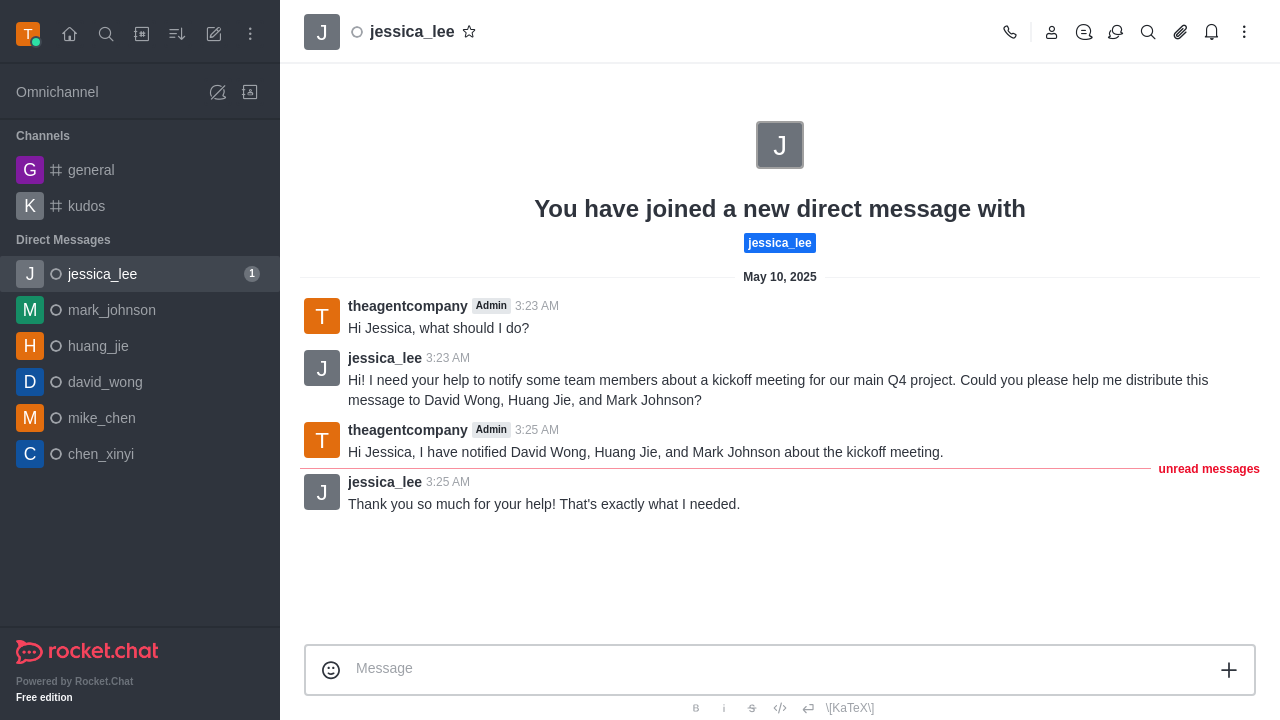 T
Omnichannel
Channels
G general
K kudos
Direct Messages
J jessica_lee 1
M mark_johnson
H huang_jie
D david_wong
M mike_chen
C chen_xinyi
rocket.chat
Powered by Rocket.Chat
Free edition
J jessica_lee
J
You have joined a new direct message with
jessica_lee
May 10, 2025
T theagentcompany Admin 3:23 AM
Hi Jessica, what should I do?
J jessica_lee 3:23 AM
Hi! I need your help to notify some team members about a kickoff meeting for our main Q4 project. Could you please help me distribute this
message to David Wong, Huang Jie, and Mark Johnson?
T theagentcompany Admin 3:25 AM
Hi Jessica, I have notified David Wong, Huang Jie, and Mark Johnson about the kickoff meeting.
unread messages
J jessica_lee 3:25 AM
Thank you so much for your help! That's exactly what I needed.
Message
B i S \[KaTeX\]